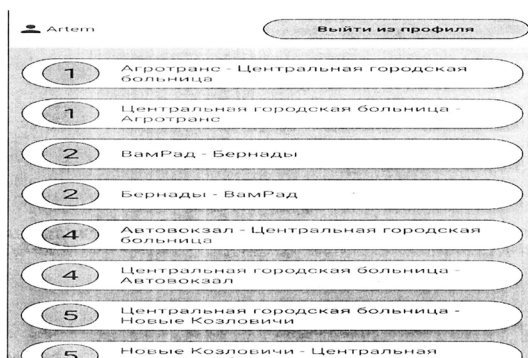 Artem
Выйти из профиля
1
Агротранс - Центральная городская
больница
1
Центральная городская больница -
Агротранс
2
ВамРад - Бернады
2
Бернады - ВамРад
4
Автовокзал - Центральная городская
больница
4
Центральная городская больница -
Автовокзал
5
Центральная городская больница -
Новые Козловичи
5
Новые Козловичи - Центральная